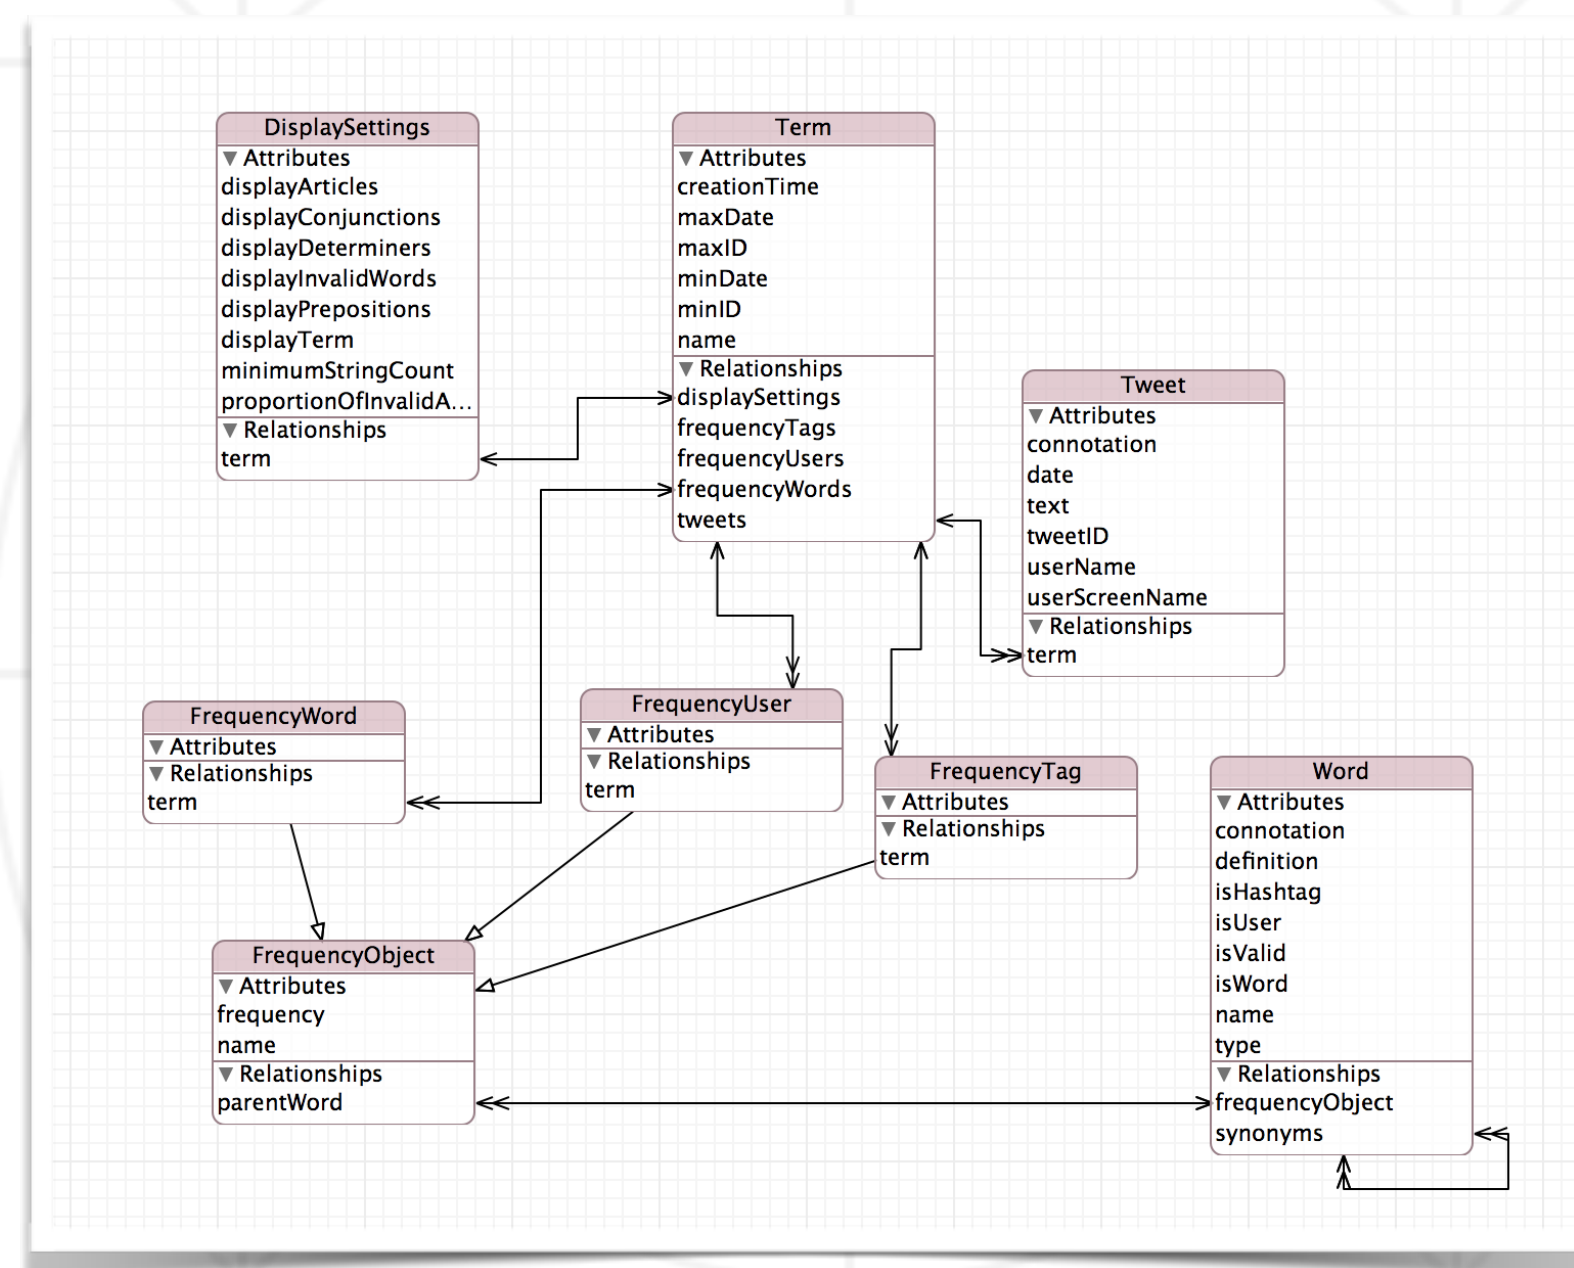 DisplaySettings
▼ Attributes
displayArticles
displayConjunctions
displayDeterminers
displayInvalidWords
displayPrepositions
displayTerm
minimumStringCount
proportionOfInvalidA...
▼ Relationships
term
Term
▼ Attributes
creationTime
maxDate
maxID
minDate
minID
name
▼ Relationships
displaySettings
frequencyTags
frequencyUsers
frequencyWords
tweets
Tweet
▼ Attributes
connotation
date
text
tweetID
userName
userScreenName
▼ Relationships
term
FrequencyWord
▼ Attributes
▼ Relationships
term
FrequencyUser
▼ Attributes
▼ Relationships
term
FrequencyTag
▼ Attributes
▼ Relationships
term
Word
▼ Attributes
connotation
definition
isHashtag
isUser
isValid
isWord
name
type
▼ Relationships
frequencyObject
synonyms
FrequencyObject
▼ Attributes
frequency
name
▼ Relationships
parentWord